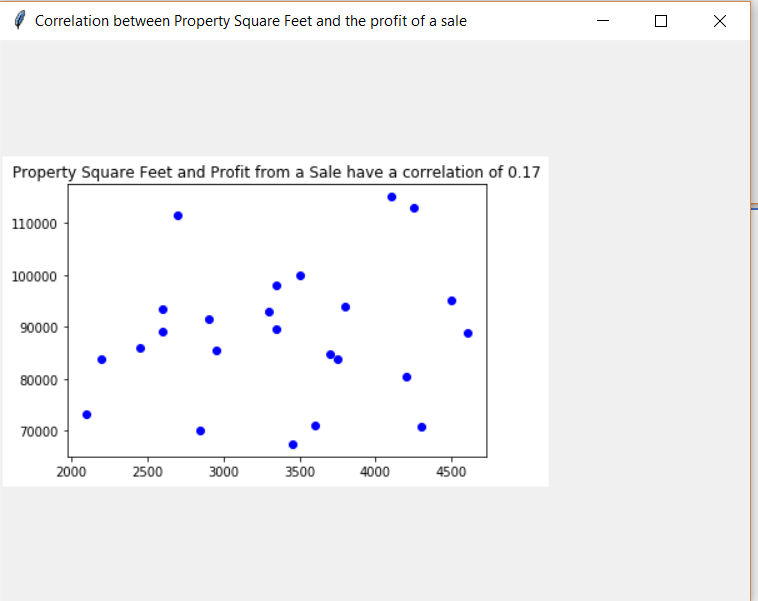 Correlation between Property Square Feet and the profit of a sale
Property Square Feet and Profit from a Sale have a correlation of 0.17
110000
100000
90000
80000
70000
2000 2500 3000 3500 4000 4500